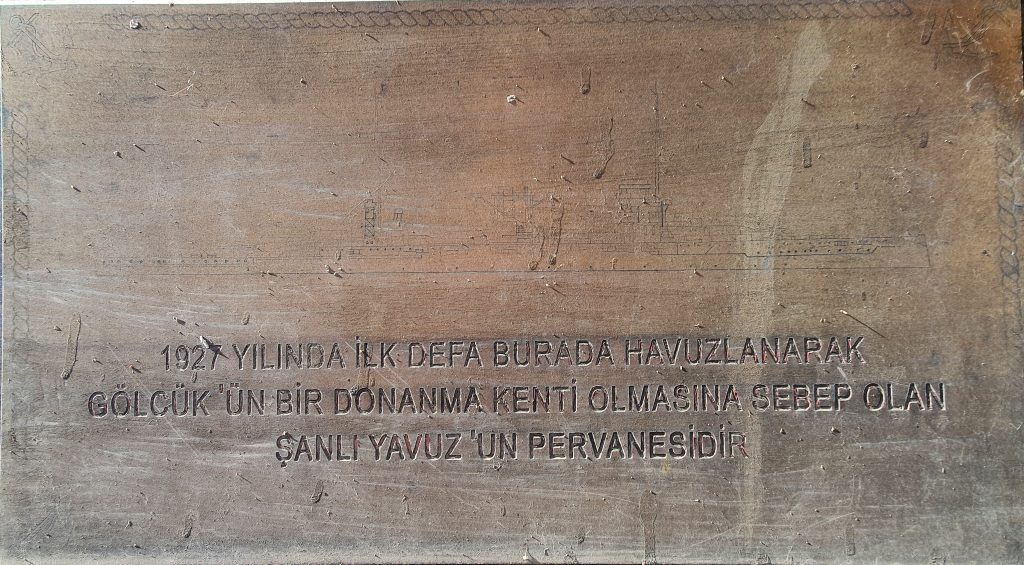 1927 YILINDA İLK DEFA BURADA HAVUZLANARAK
GÖLCÜK 'ÜN BİR DONANMA KENTİ OLMASINA SEBEP OLAN
ŞANLI YAVUZ 'UN PERVANESİDİR